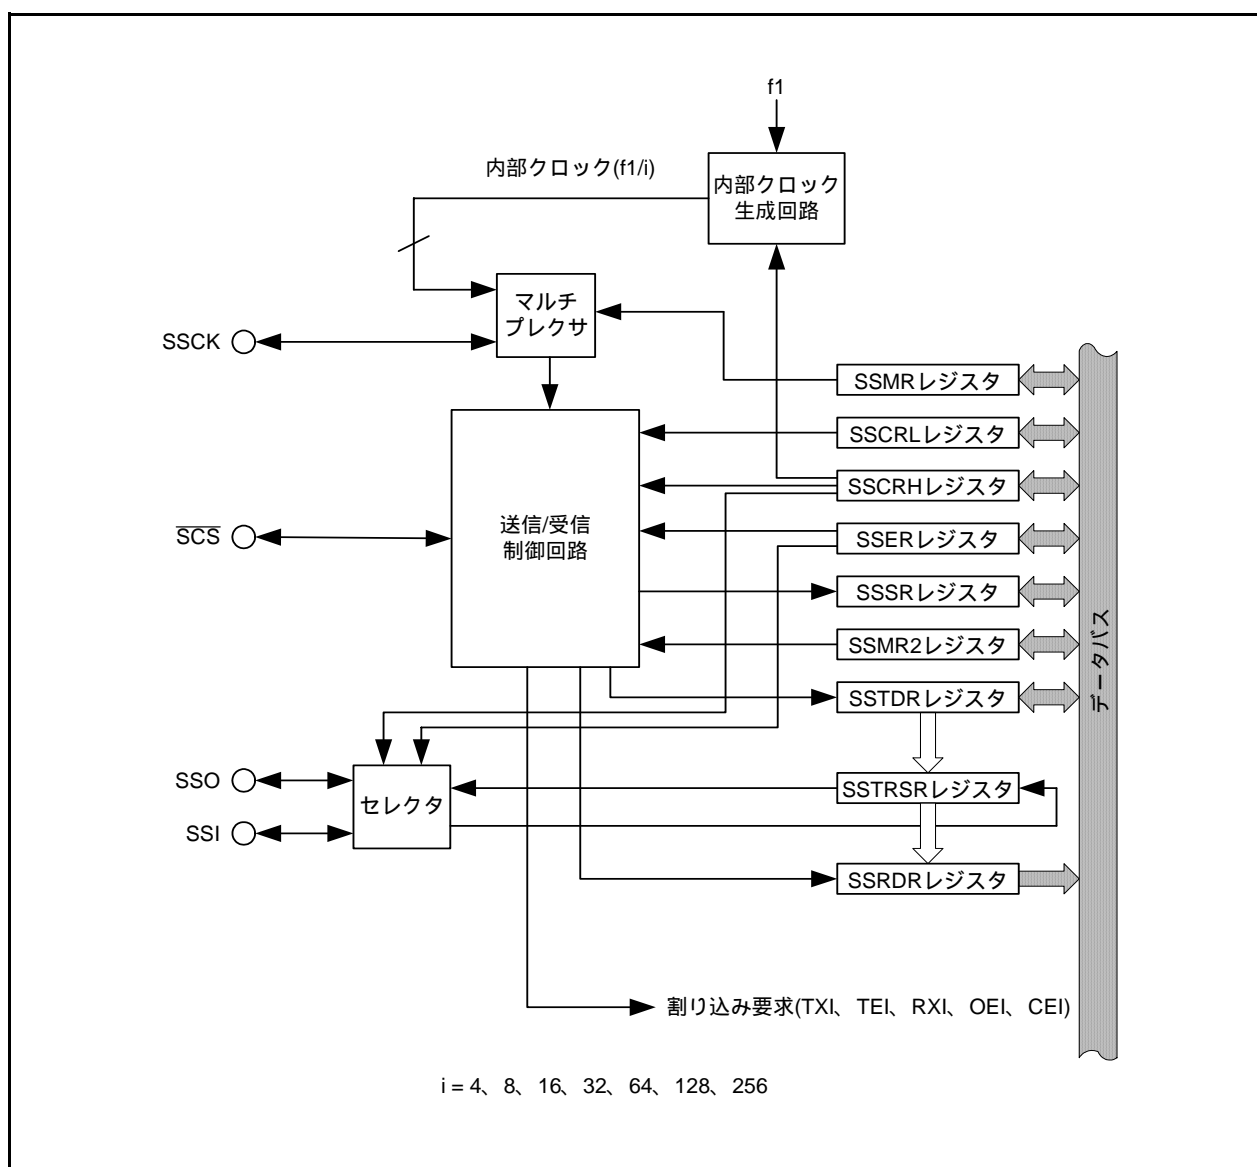 f1
内部クロック(f1/i)
内部クロック
生成回路
マルチ
プレクサ
SSCK
SSMRレジスタ
SSCRLレジスタ
SSCRHレジスタ
SCS
送信/受信
制御回路
SSERレジスタ
SSSRレジスタ
SSMR2レジスタ
データバス
SSTDRレジスタ
SSO
SSI
セレクタ
SSTRSRレジスタ
SSRDRレジスタ
割り込み要求(TXI、TEI、RXI、OEI、CEI)
i = 4、8、16、32、64、128、256